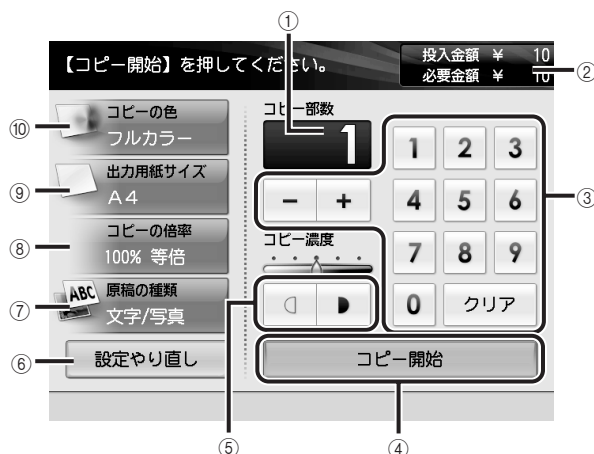 ①
【コピー開始】を押してください。
投入金額 ¥ 10
必要金額 ¥ 10
②
⑩
コピーの色
フルカラー
コピー部数
1
1 2 3
③
⑨
出力用紙サイズ
A4
－ ＋
4 5 6
⑧
コピーの倍率
100% 等倍
コピー濃度
7 8 9
⑦
ABC
原稿の種類
文字/写真
0 クリア
⑥
設定やり直し
コピー開始
⑤
④